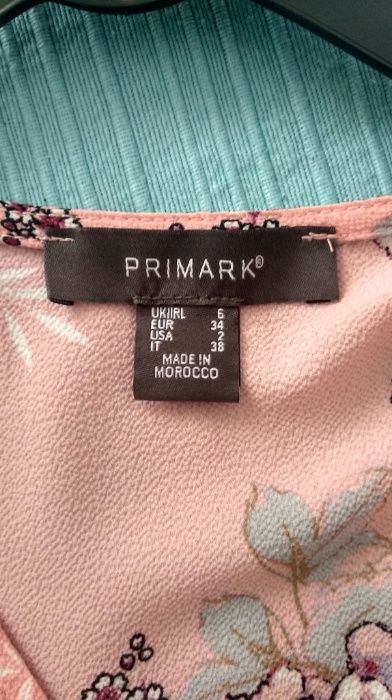 PRIMARK®
UK/IRL 6
EUR 34
USA 2
IT 38
MADE IN
MOROCCO